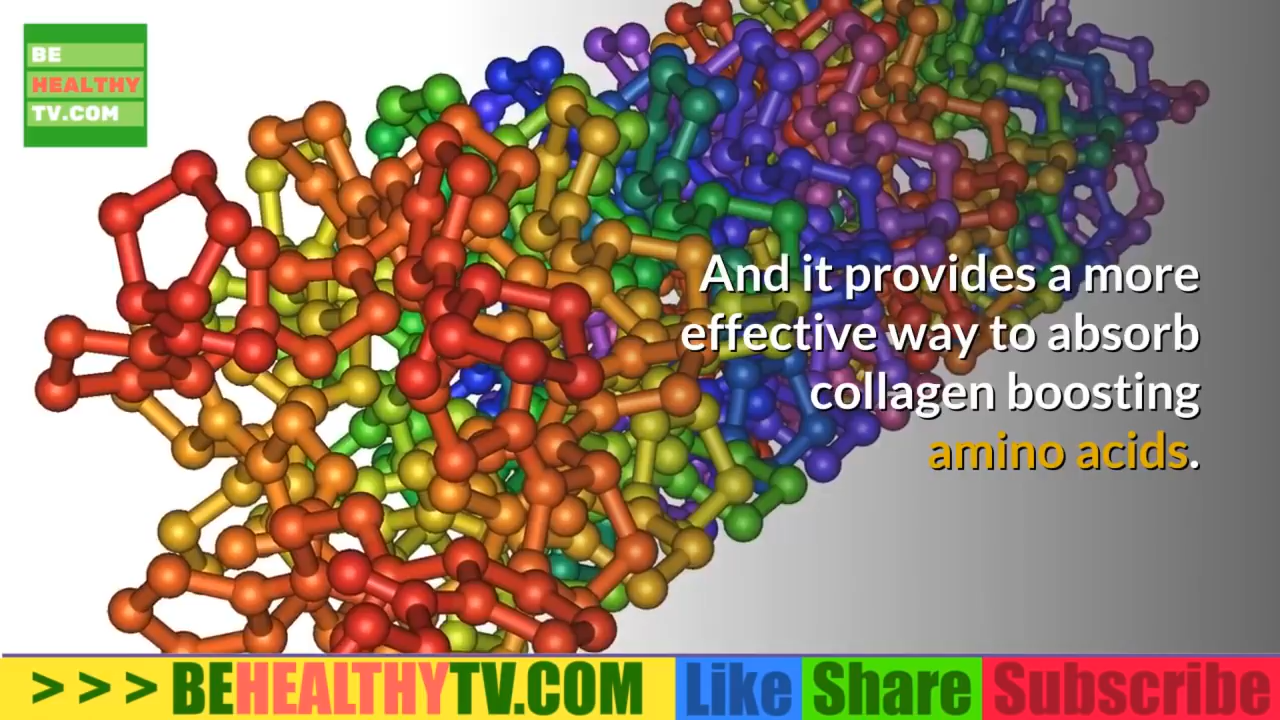 BE
HEALTHY
TV.COM
And it provides a more
effective way to absorb
collagen boosting
amino acids.
> > > BEHEALTHYTV.COM Like Share Subscribe